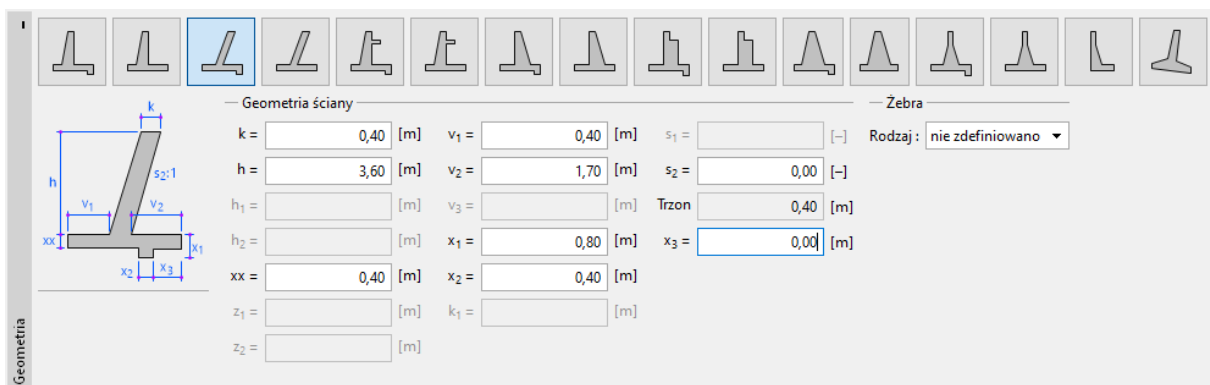 Geometria
k
h
s2:1
v1
v2
xx
x1
x2
x3
Geometria ściany
k = 0,40 [m] v1 = 0,40 [m] s1 = [–]
h = 3,60 [m] v2 = 1,70 [m] s2 = 0,00 [–]
h1 = [m] v3 = [m] Trzon 0,40 [m]
h2 = [m] x1 = 0,80 [m] x3 = 0,00 [m]
xx = 0,40 [m] x2 = 0,40 [m]
z1 = [m] k1 = [m]
z2 = [m]
Żebra
Rodzaj : nie zdefiniowano